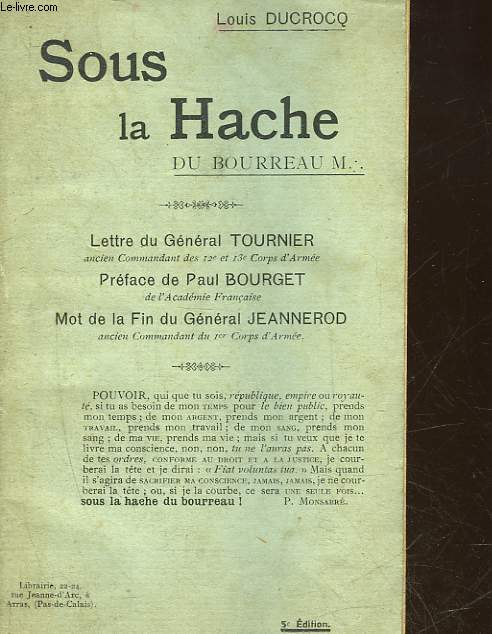 Louis DUCROCQ
Sous
la Hache
DU BOURREAU M∴
Lettre du Général TOURNIER
ancien Commandant des 12e et 13e Corps d'Armée
Préface de Paul BOURGET
de l'Académie Française
Mot de la Fin du Général JEANNEROD
ancien Commandant du 1er Corps d'Armée.
POUVOIR, qui que tu sois, république, empire ou royau-
té, si tu as besoin de mon TEMPS pour le bien public, prends
mon temps ; de mon ARGENT, prends mon argent ; de mon
TRAVAIL, prends mon travail ; de mon SANG, prends mon
sang ; de ma VIE, prends ma vie ; mais si tu veux que je te
livre ma conscience, non, non, tu ne l'auras pas. A chacun
de tes ordres, CONFORME AU DROIT ET A LA JUSTICE, je cour-
berai la tête et je dirai : « Fiat voluntas tua. » Mais quand
il s'agira de SACRIFIER MA CONSCIENCE, JAMAIS, JAMAIS, je ne cour-
berai la tête ; ou, si je la courbe, ce sera UNE SEULE FOIS...
sous la hache du bourreau ! P. MONSABRÉ.
Librairie, 22-24,
rue Jeanne-d'Arc, à
Arras, (Pas-de-Calais).
5e Édition.
www.le-livre.com